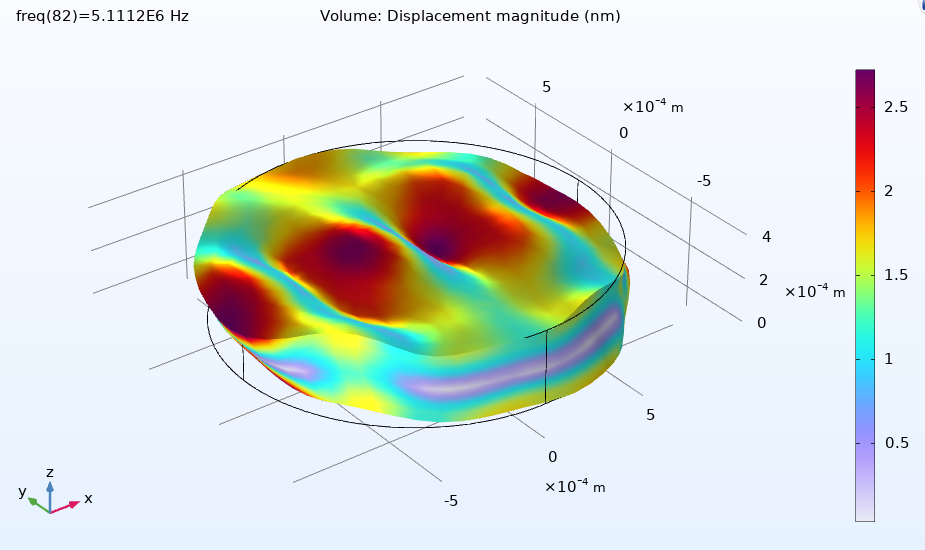 freq(82)=5.1112E6 Hz
Volume: Displacement magnitude (nm)
5
×10⁻⁴ m
0
-5
4
2
×10⁻⁴ m
0
5
0
×10⁻⁴ m
-5
2.5
2
1.5
1
0.5
z
y
x